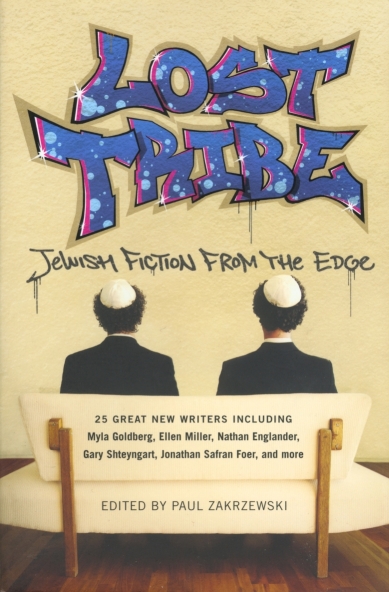 LOST
TRIBE
JEWISH FICTION FROM THE EDGE
25 GREAT NEW WRITERS INCLUDING
Myla Goldberg, Ellen Miller, Nathan Englander,
Gary Shteyngart, Jonathan Safran Foer, and more
EDITED BY PAUL ZAKRZEWSKI